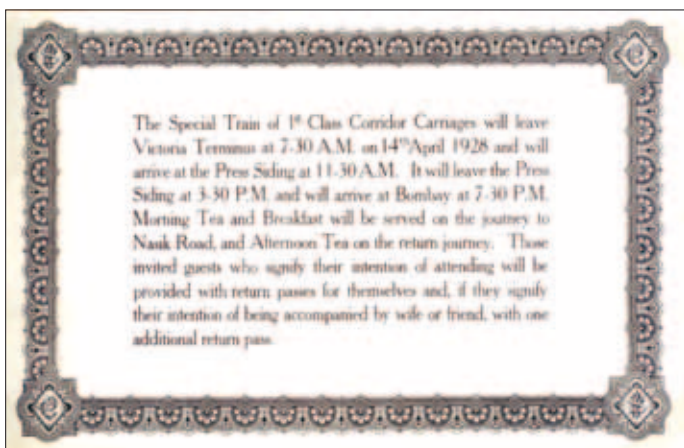 The Special Train of 1st Class Corridor Carriages will leave
Victoria Terminus at 7-30 A.M. on 14th April 1928 and will
arrive at the Press Siding at 11-30 A.M. It will leave the Press
Siding at 3-30 P.M. and will arrive at Bombay at 7-30 P.M.
Morning Tea and Breakfast will be served on the journey to
Nasik Road, and Afternoon Tea on the return journey. Those
invited guests who signify their intention of attending will be
provided with return passes for themselves and, if they signify
their intention of being accompanied by wife or friend, with one
additional return pass.